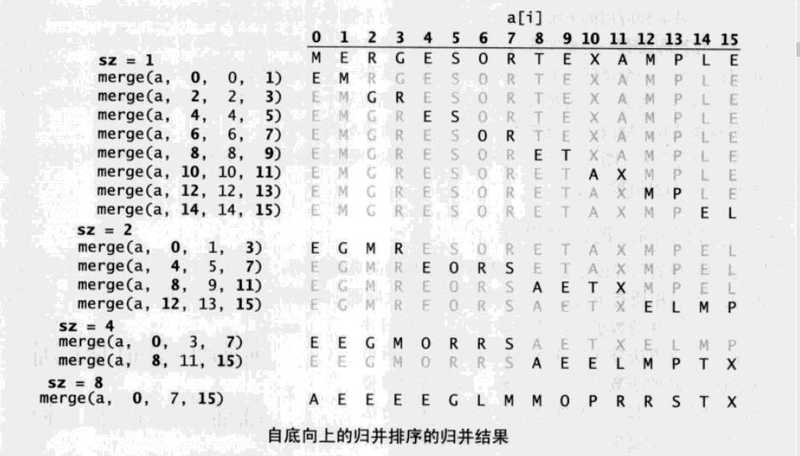 a[i]
0 1 2 3 4 5 6 7 8 9 10 11 12 13 14 15
sz = 1 M E R G E S O R T E X A M P L E
merge(a, 0, 0, 1) E M R G E S O R T E X A M P L E
merge(a, 2, 2, 3) E M G R E S O R T E X A M P L E
merge(a, 4, 4, 5) E M G R E S O R T E X A M P L E
merge(a, 6, 6, 7) E M G R E S O R T E X A M P L E
merge(a, 8, 8, 9) E M G R E S O R E T X A M P L E
merge(a, 10, 10, 11) E M G R E S O R E T A X M P L E
merge(a, 12, 12, 13) E M G R E S O R E T A X M P L E
merge(a, 14, 14, 15) E M G R E S O R E T A X M P E L
sz = 2
merge(a, 0, 1, 3) E G M R E S O R E T A X M P E L
merge(a, 4, 5, 7) E G M R E O R S E T A X M P E L
merge(a, 8, 9, 11) E G M R E O R S A E T X M P E L
merge(a, 12, 13, 15) E G M R E O R S A E T X E L M P
sz = 4
merge(a, 0, 3, 7) E E G M O R R S A E T X E L M P
merge(a, 8, 11, 15) E E G M O R R S A E E L M P T X
sz = 8
merge(a, 0, 7, 15) A E E E E G L M M O P R R S T X
自底向上的归并排序的归并结果